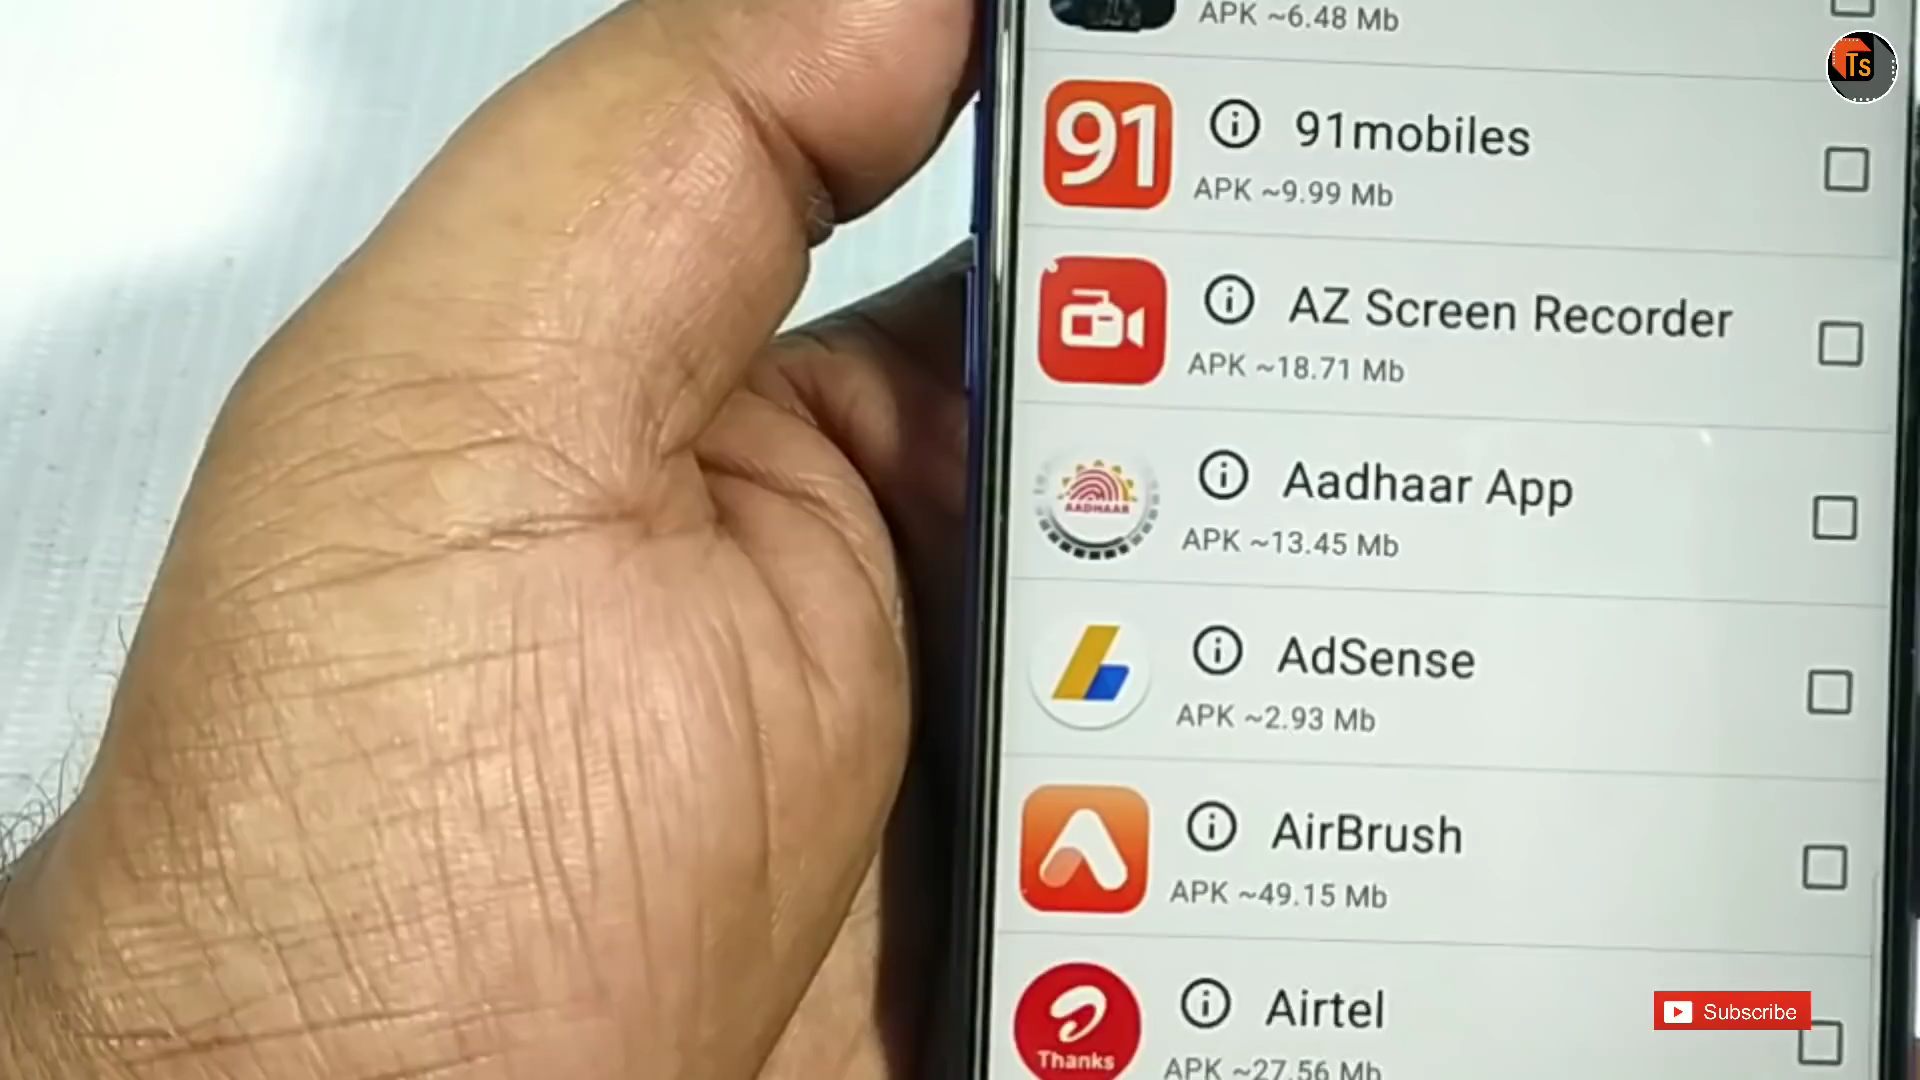 APK ~6.48 Mb
Ts
91
91mobiles
APK ~9.99 Mb
AZ Screen Recorder
APK ~18.71 Mb
AADHAAR
Aadhaar App
APK ~13.45 Mb
AdSense
APK ~2.93 Mb
AirBrush
APK ~49.15 Mb
Thanks
Airtel
APK ~27.56 Mb
Subscribe